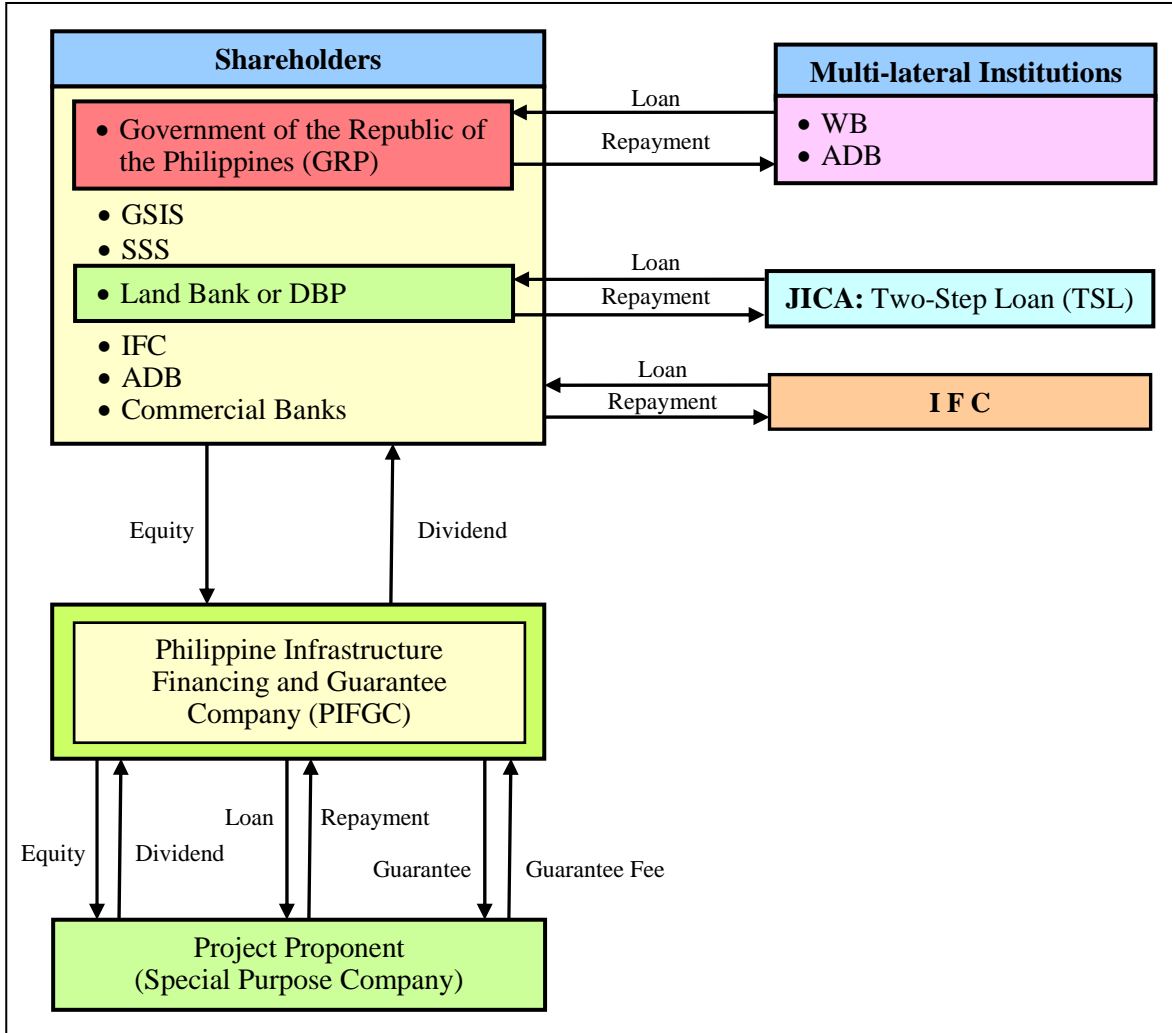 Shareholders
• Government of the Republic of
the Philippines (GRP)
• GSIS
• SSS
• Land Bank or DBP
• IFC
• ADB
• Commercial Banks
Multi-lateral Institutions
• WB
• ADB
Loan
Repayment
Loan
Repayment
JICA: Two-Step Loan (TSL)
Loan
Repayment
I F C
Equity
Dividend
Philippine Infrastructure
Financing and Guarantee
Company (PIFGC)
Equity
Dividend
Loan
Repayment
Guarantee
Guarantee Fee
Project Proponent
(Special Purpose Company)